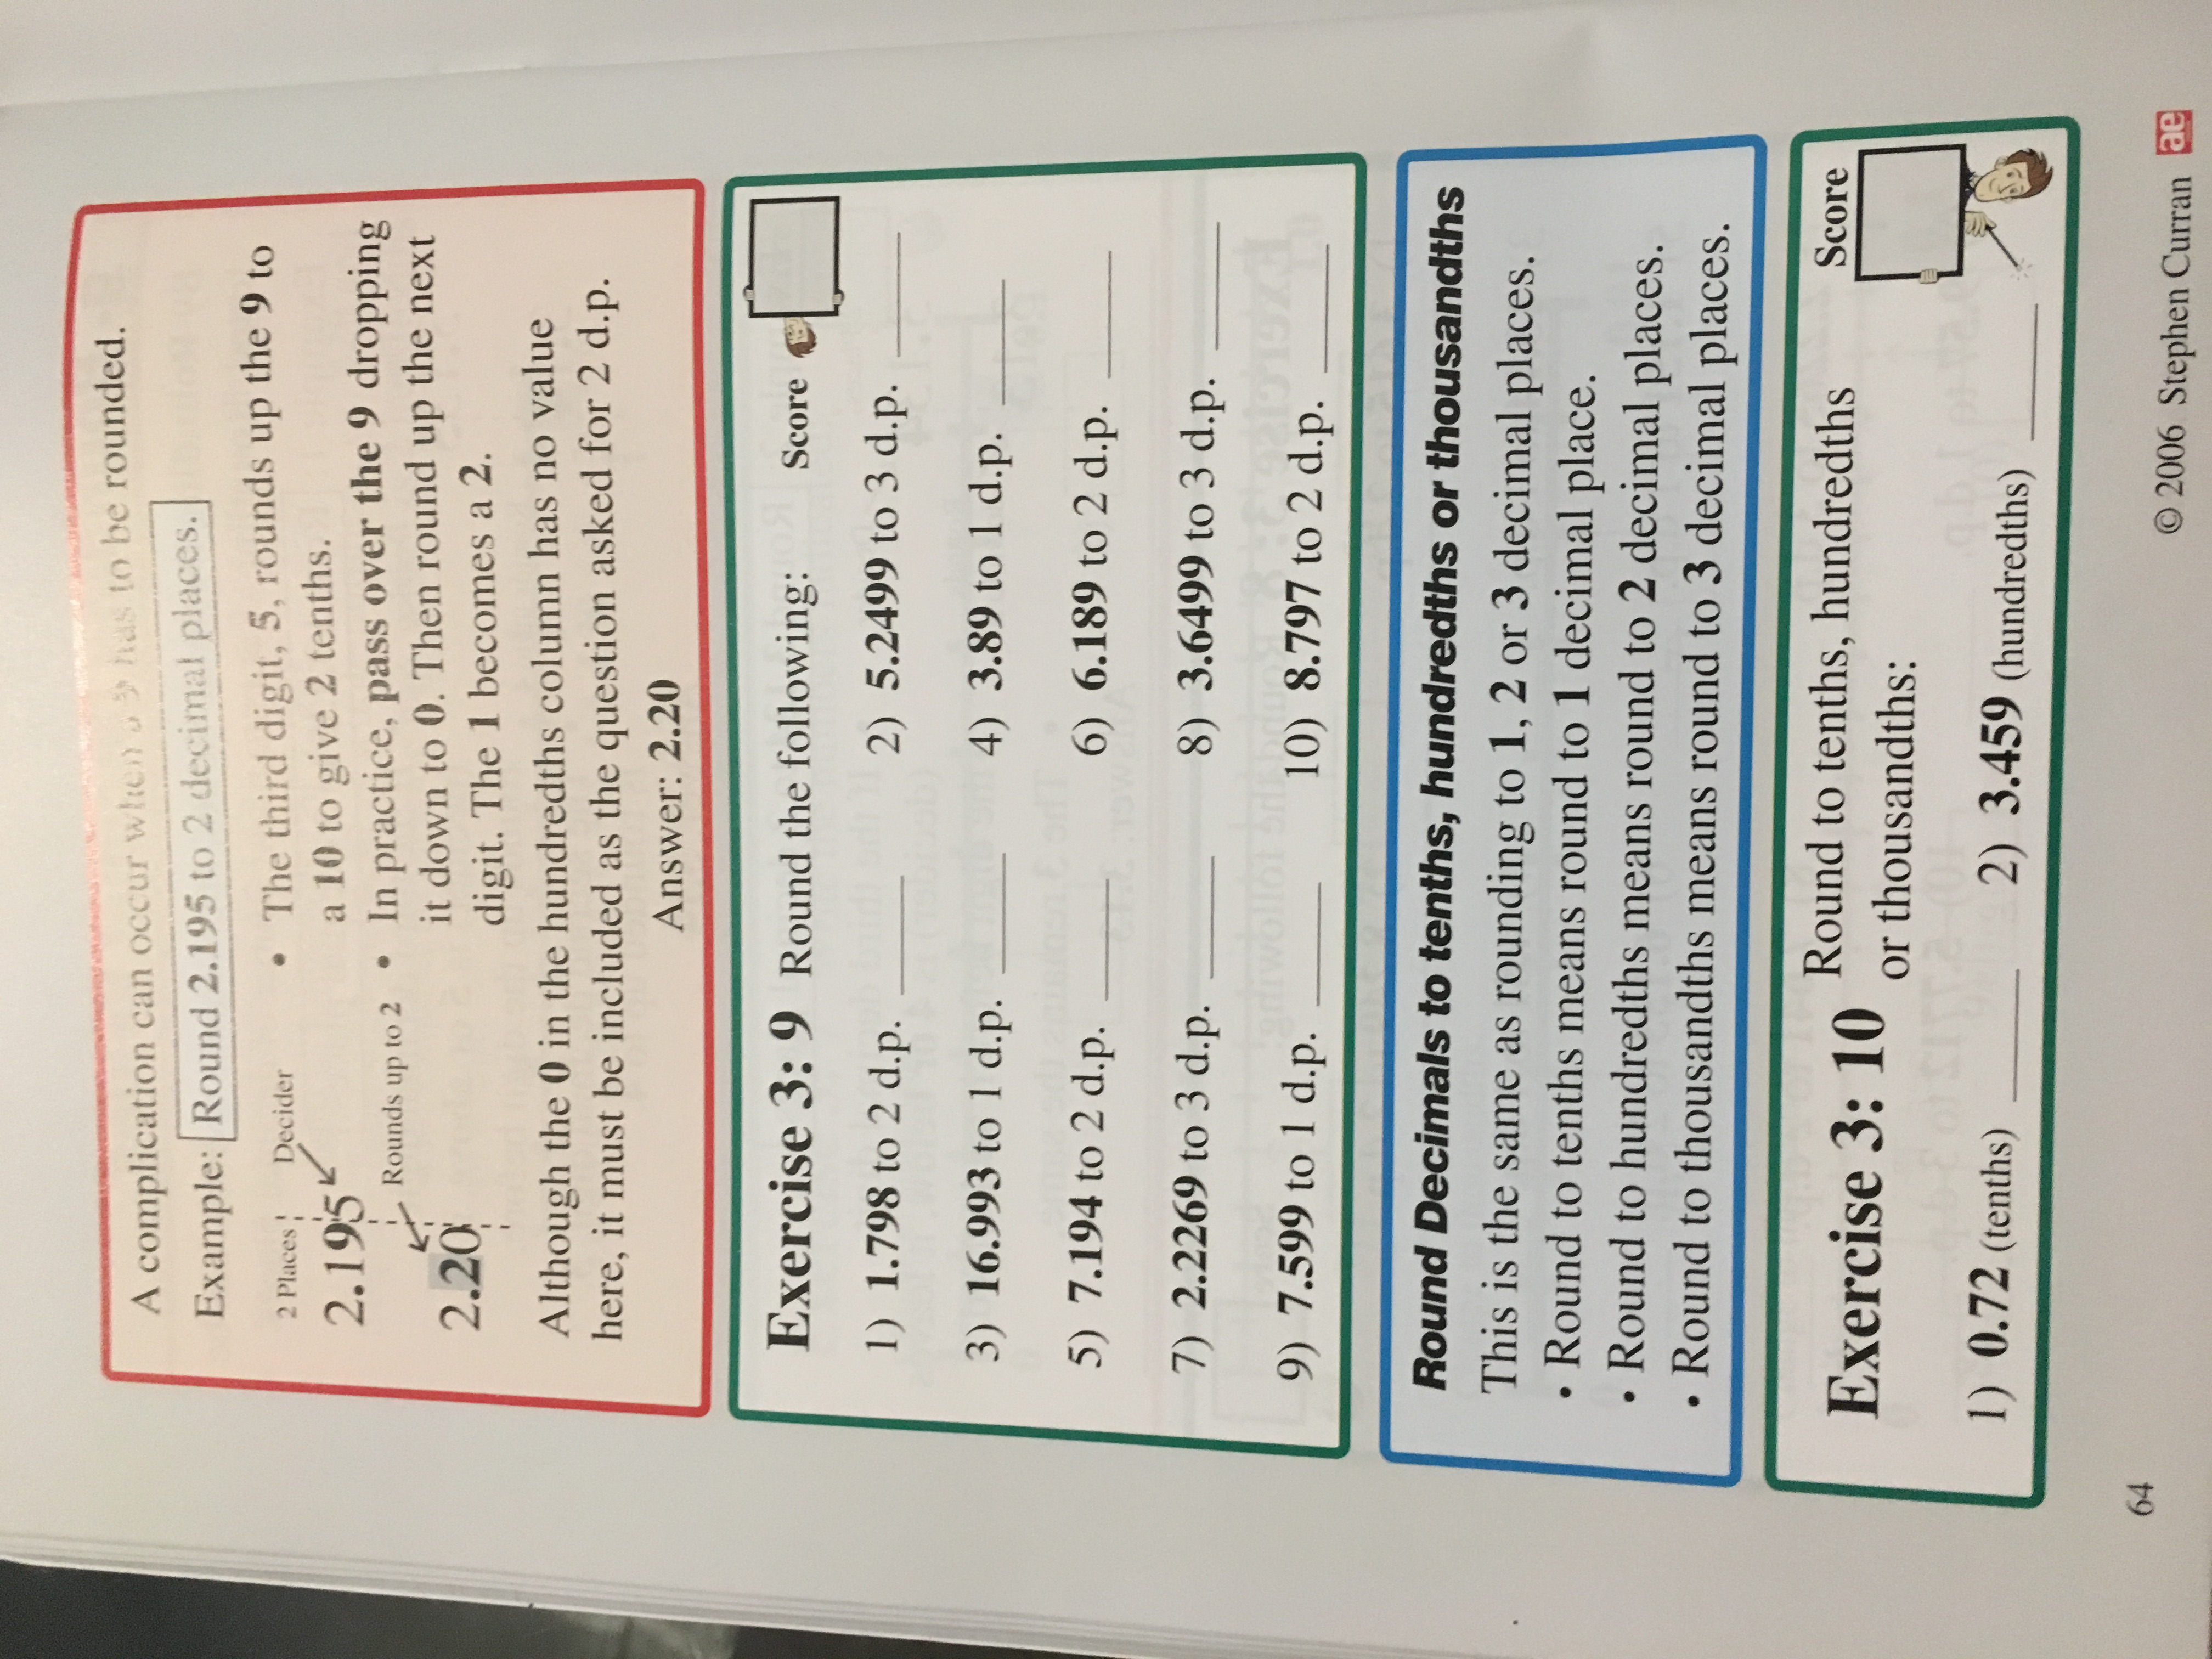 A complication can occur when a 9 has to be rounded.
Example: Round 2.195 to 2 decimal places.
2 Places Decider
2.195
Rounds up to 2
2.20
• The third digit, 5, rounds up the 9 to
a 10 to give 2 tenths.
• In practice, pass over the 9 dropping
it down to 0. Then round up the next
digit. The 1 becomes a 2.
Although the 0 in the hundredths column has no value
here, it must be included as the question asked for 2 d.p.
Answer: 2.20
Exercise 3: 9 Round the following: Score
1) 1.798 to 2 d.p. ______ 2) 5.2499 to 3 d.p. ______
3) 16.993 to 1 d.p. ______ 4) 3.89 to 1 d.p. ______
5) 7.194 to 2 d.p. ______ 6) 6.189 to 2 d.p. ______
7) 2.2269 to 3 d.p. ______ 8) 3.6499 to 3 d.p. ______
9) 7.599 to 1 d.p. ______ 10) 8.797 to 2 d.p. ______
Round Decimals to tenths, hundredths or thousandths
This is the same as rounding to 1, 2 or 3 decimal places.
• Round to tenths means round to 1 decimal place.
• Round to hundredths means round to 2 decimal places.
• Round to thousandths means round to 3 decimal places.
Exercise 3: 10 Round to tenths, hundredths
or thousandths:
Score
1) 0.72 (tenths) ______ 2) 3.459 (hundredths) ______
64
© 2006 Stephen Curran ae